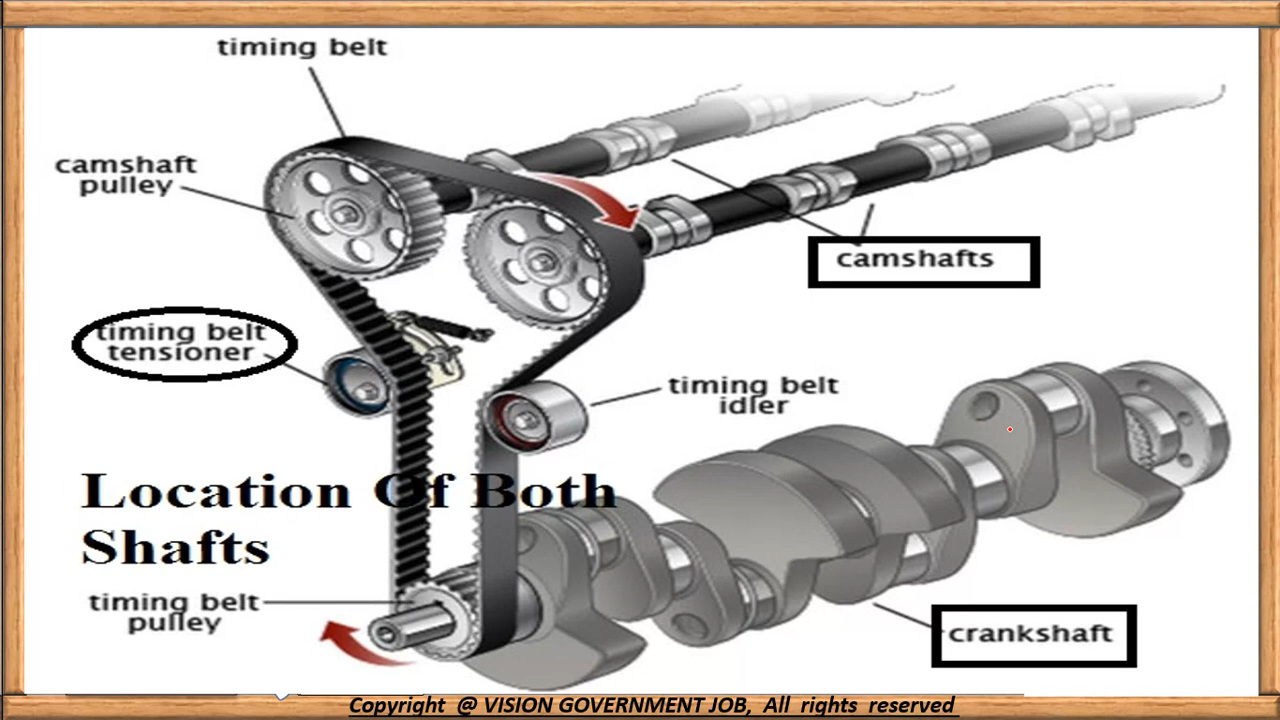 timing belt
camshaft
pulley
camshafts
timing belt
tensioner
timing belt
idler
Location Of Both
Shafts
timing belt
pulley
crankshaft
Copyright @ VISION GOVERNMENT JOB, All rights reserved